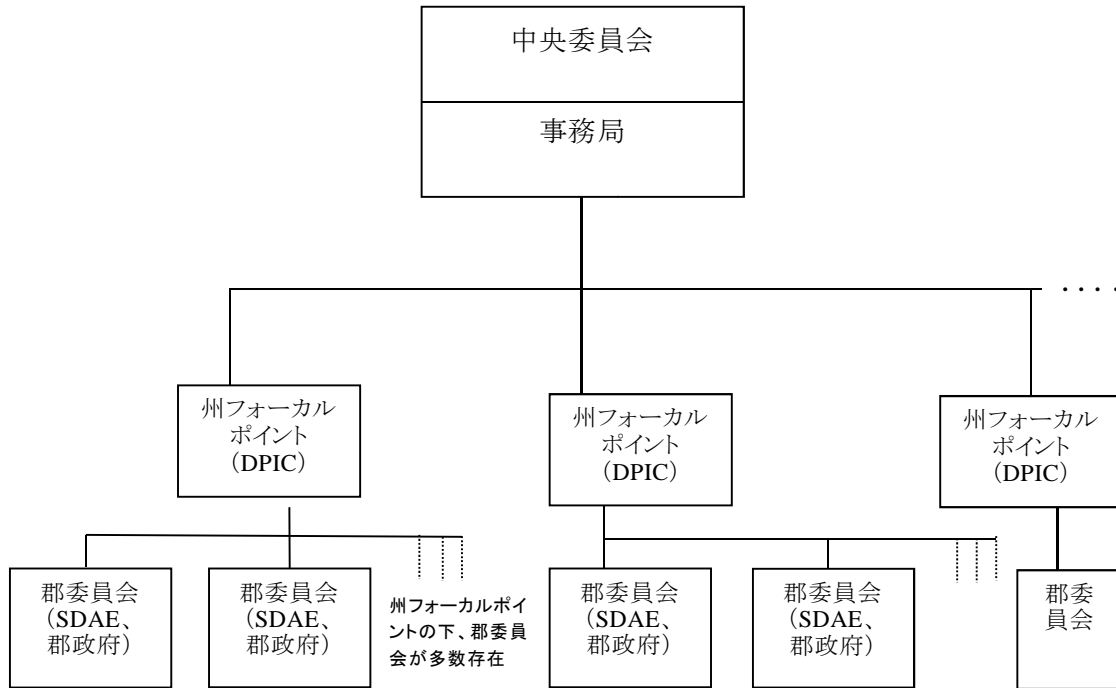 中央委員会
事務局
・・・・
州フォーカル
ポイント
（DPIC）
州フォーカル
ポイント
（DPIC）
州フォーカル
ポイント
（DPIC）
郡委員会
（SDAE、
郡政府）
郡委員会
（SDAE、
郡政府）
州フォーカルポイ
ントの下、郡委員
会が多数存在
郡委員会
（SDAE、
郡政府）
郡委員会
（SDAE、
郡政府）
郡委
員会